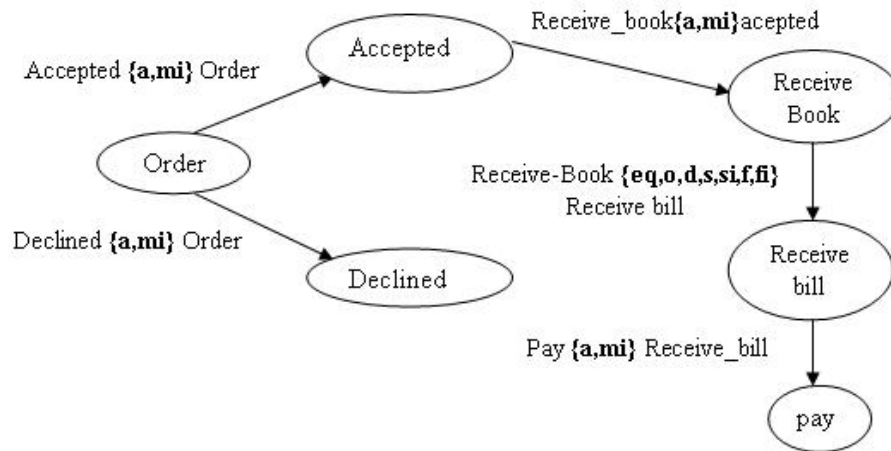 Receive_book{a,mi}acepted
Accepted
Accepted {a,mi} Order
Receive
Book
Order
Receive-Book {eq,o,d,s,si,f,fi}
Receive bill
Declined {a,mi} Order
Declined
Receive
bill
Pay {a,mi} Receive_bill
pay